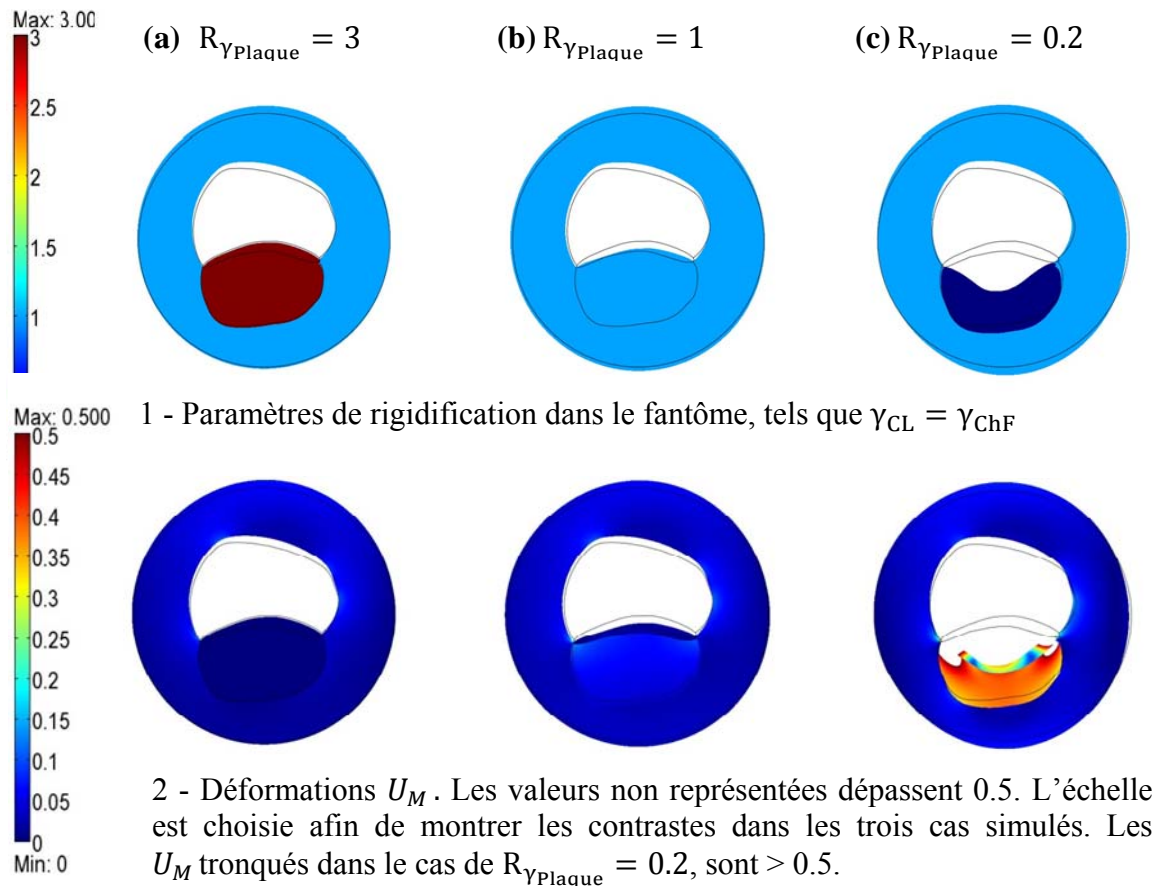 Max: 3.00
(a) R_γPlaque = 3
(b) R_γPlaque = 1
(c) R_γPlaque = 0.2
3
2.5
2
1.5
1
1 - Paramètres de rigidification dans le fantôme, tels que γ_CL = γ_ChF
Max: 0.500
0.5
0.45
0.4
0.35
0.3
0.25
0.2
0.15
0.1
0.05
0
Min: 0
2 - Déformations U_M. Les valeurs non représentées dépassent 0.5. L’échelle
est choisie afin de montrer les contrastes dans les trois cas simulés. Les
U_M tronqués dans le cas de R_γPlaque = 0.2, sont > 0.5.